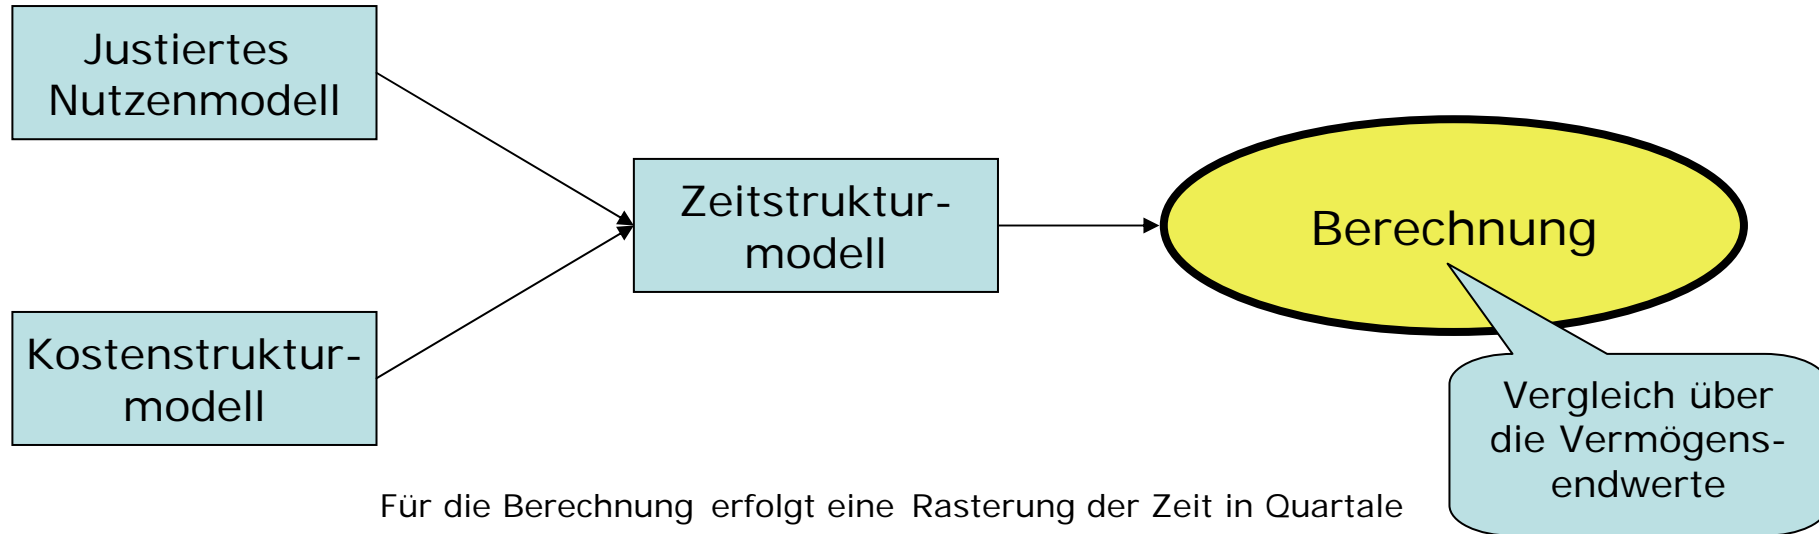 Justiertes
Nutzenmodell
Zeitstruktur-
modell
Berechnung
Kostenstruktur-
modell
Vergleich über
die Vermögens-
endwerte
Für die Berechnung erfolgt eine Rasterung der Zeit in Quartale